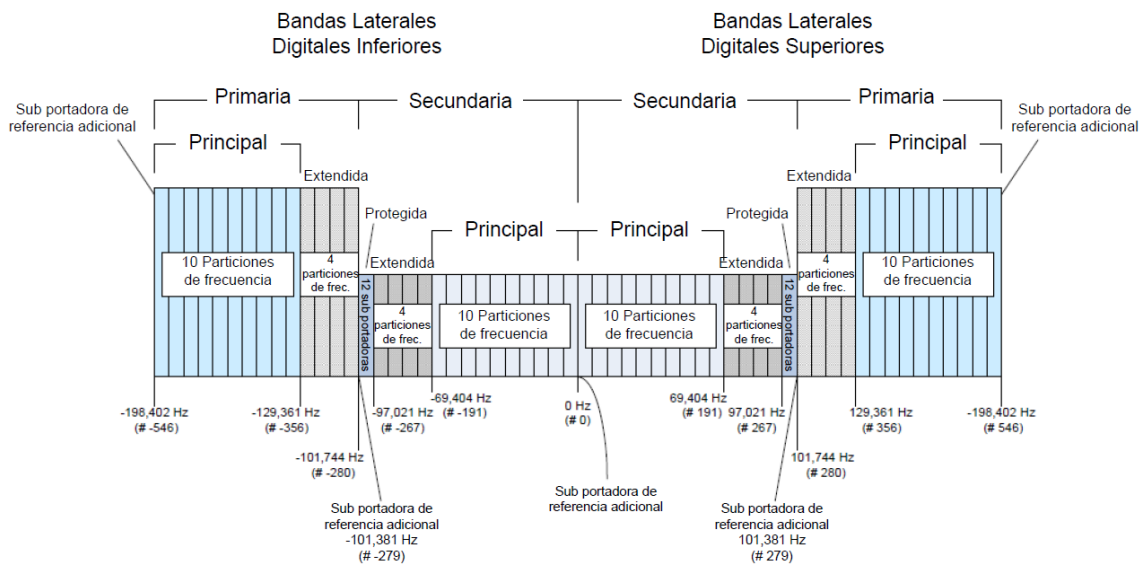 Bandas Laterales
Digitales Inferiores
Bandas Laterales
Digitales Superiores
Sub portadora de
referencia adicional
Primaria
Secundaria
Secundaria
Primaria
Sub portadora de
referencia adicional
Principal
Principal
Extendida
Extendida
Protegida
Protegida
Principal
Principal
Extendida
Extendida
10 Particiones
de frecuencia
4
particiones
de frec.
12 sub portadoras
4
particiones
de frec.
10 Particiones
de frecuencia
10 Particiones
de frecuencia
4
particiones
de frec.
12 sub portadoras
4
particiones
de frec.
10 Particiones
de frecuencia
-198,402 Hz
(# -546)
-129,361 Hz
(# -356)
-101,744 Hz
(# -280)
-97,021 Hz
(# -267)
-69,404 Hz
(# -191)
0 Hz
(# 0)
69,404 Hz
(# 191)
97,021 Hz
(# 267)
101,744 Hz
(# 280)
129,361 Hz
(# 356)
-198,402 Hz
(# 546)
Sub portadora de
referencia adicional
-101,381 Hz
(# -279)
Sub portadora de
referencia adicional
Sub portadora de
referencia adicional
101,381 Hz
(# 279)